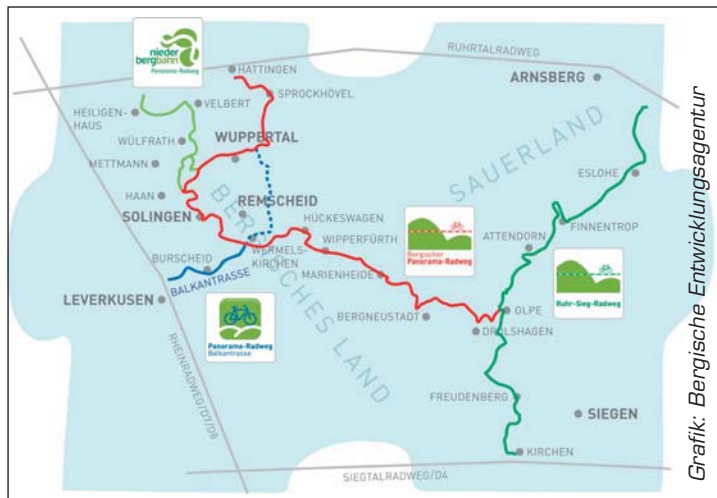 nieder
bergbahn
Panorama-Radweg
HATTINGEN
RUHRTALRADWEG
ARNSBERG
SPROCKHÖVEL
VELBERT
HEILIGEN-
HAUS
WÜLFRATH
WUPPERTAL
METTMANN
SAUERLAND
ESLOHE
HAAN
REMSCHEID
SOLINGEN
BERGISCHES LAND
HÜCKESWAGEN
WIPPERFÜRTH
Bergischer
Panorama-Radweg
FINNENTROP
ATTENDORN
BURSCHEID
WERMELS-
KIRCHEN
MARIENHEIDE
Ruhr-Sieg-Radweg
BALKANTRASSE
LEVERKUSEN
Panorama-Radweg
Balkantrasse
BERGNEUSTADT
OLPE
DROLSHAGEN
RHEINRADWEG/D7/D8
FREUDENBERG
SIEGEN
KIRCHEN
SIEGTALRADWEG/D4
Grafik: Bergische Entwicklungsagentur